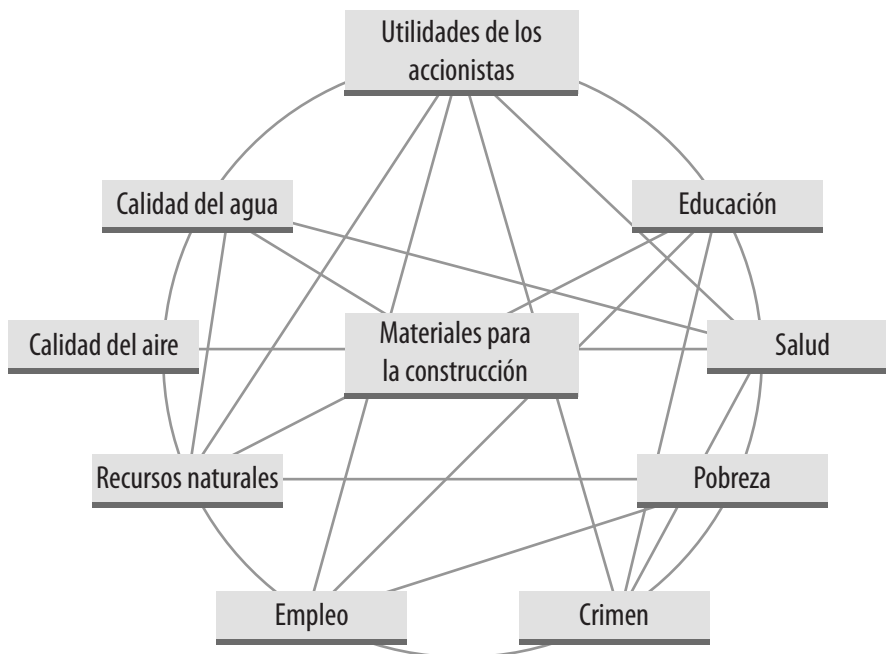 Utilidades de los
accionistas
Calidad del agua
Educación
Calidad del aire
Materiales para
la construcción
Salud
Recursos naturales
Pobreza
Empleo
Crimen